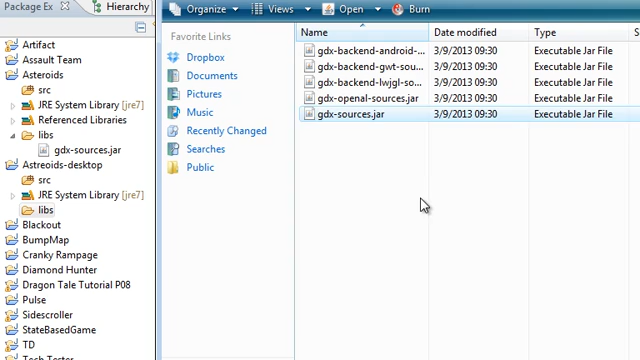 Package Ex
Hierarchy
Artifact
Assault Team
Asteroids
src
JRE System Library [jre7]
Referenced Libraries
libs
gdx-sources.jar
Astreroids-desktop
src
JRE System Library [jre7]
libs
Blackout
BumpMap
Cranky Rampage
Diamond Hunter
Dragon Tale Tutorial P08
Pulse
Sidescroller
StateBasedGame
TD
Tech Tester
Organize Views Open Burn
Favorite Links
Dropbox
Documents
Pictures
Music
Recently Changed
Searches
Public
Name Date modified Type S
gdx-backend-android-... 3/9/2013 09:30 Executable Jar File
gdx-backend-gwt-sou... 3/9/2013 09:30 Executable Jar File
gdx-backend-lwjgl-so... 3/9/2013 09:30 Executable Jar File
gdx-openal-sources.jar 3/9/2013 09:30 Executable Jar File
gdx-sources.jar 3/9/2013 09:30 Executable Jar File